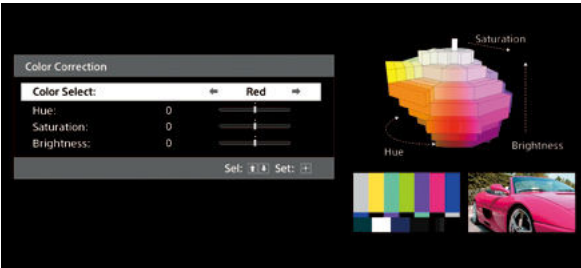 Color Correction
Color Select: Red
Hue: 0
Saturation: 0
Brightness: 0
Sel: Set:
Saturation
Hue
Brightness